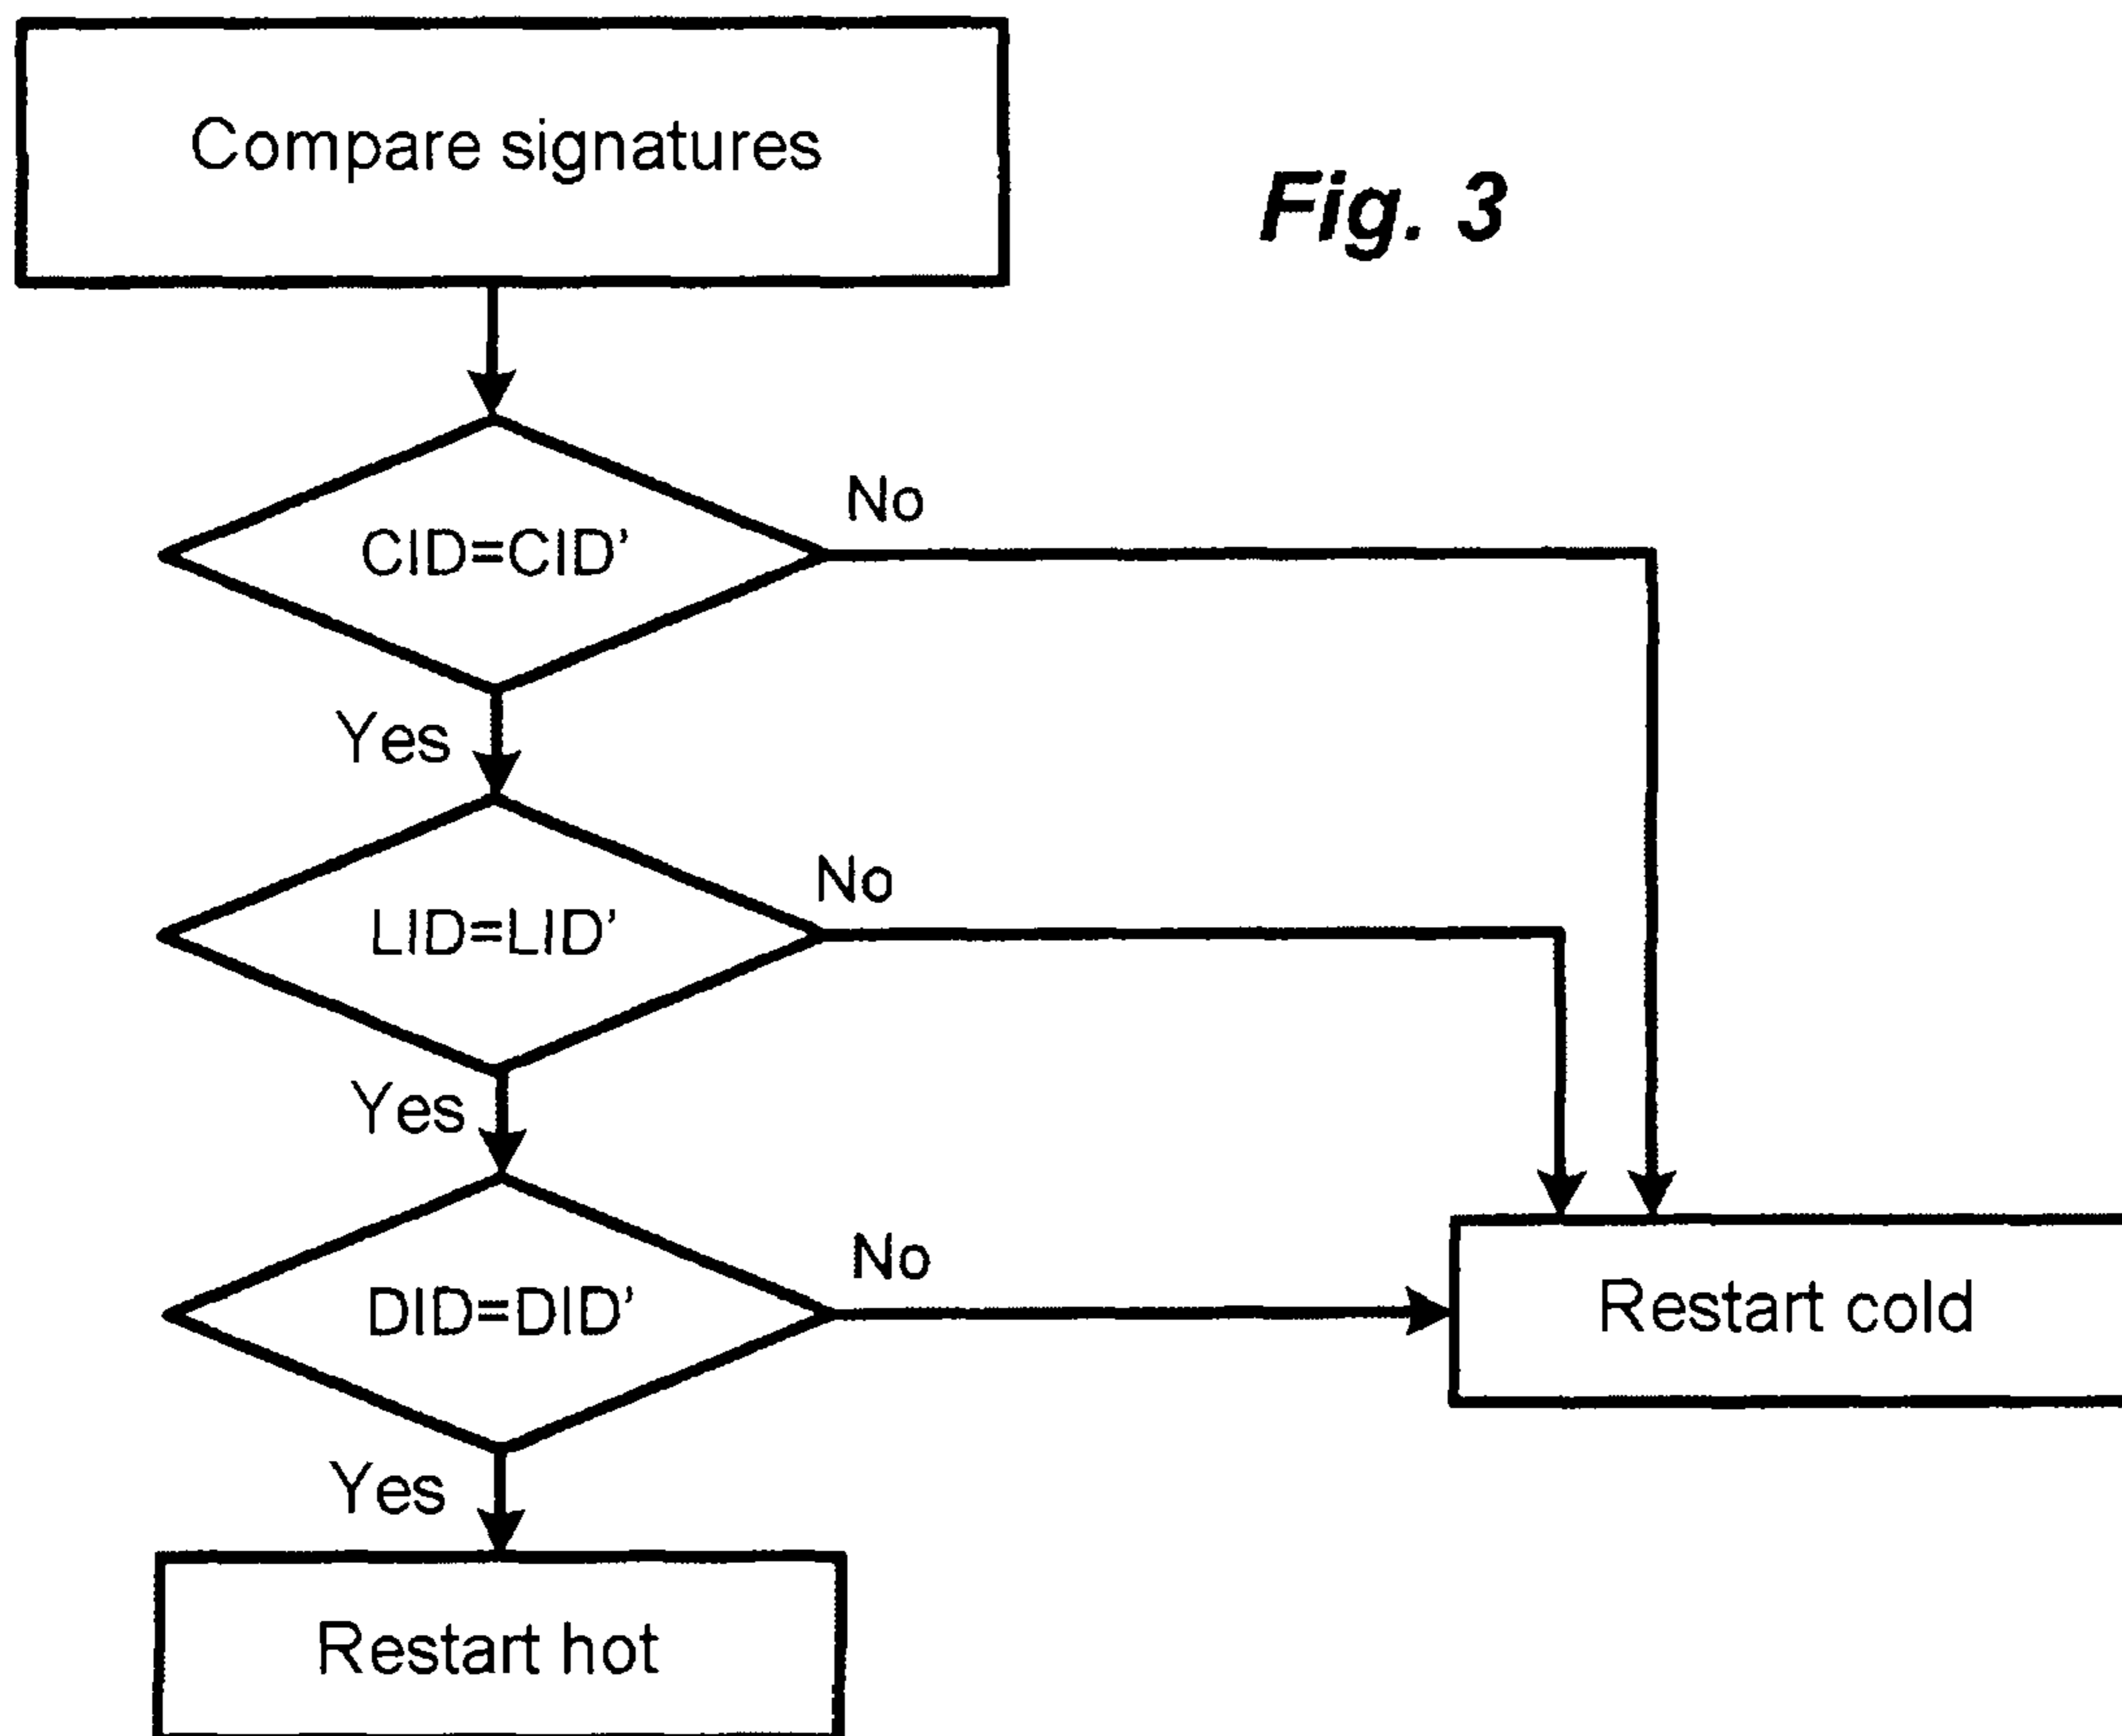 Compare signatures
Fig. 3
CID=CID’
No
Yes
LID=LID’
No
Yes
DID=DID’
No
Restart cold
Yes
Restart hot